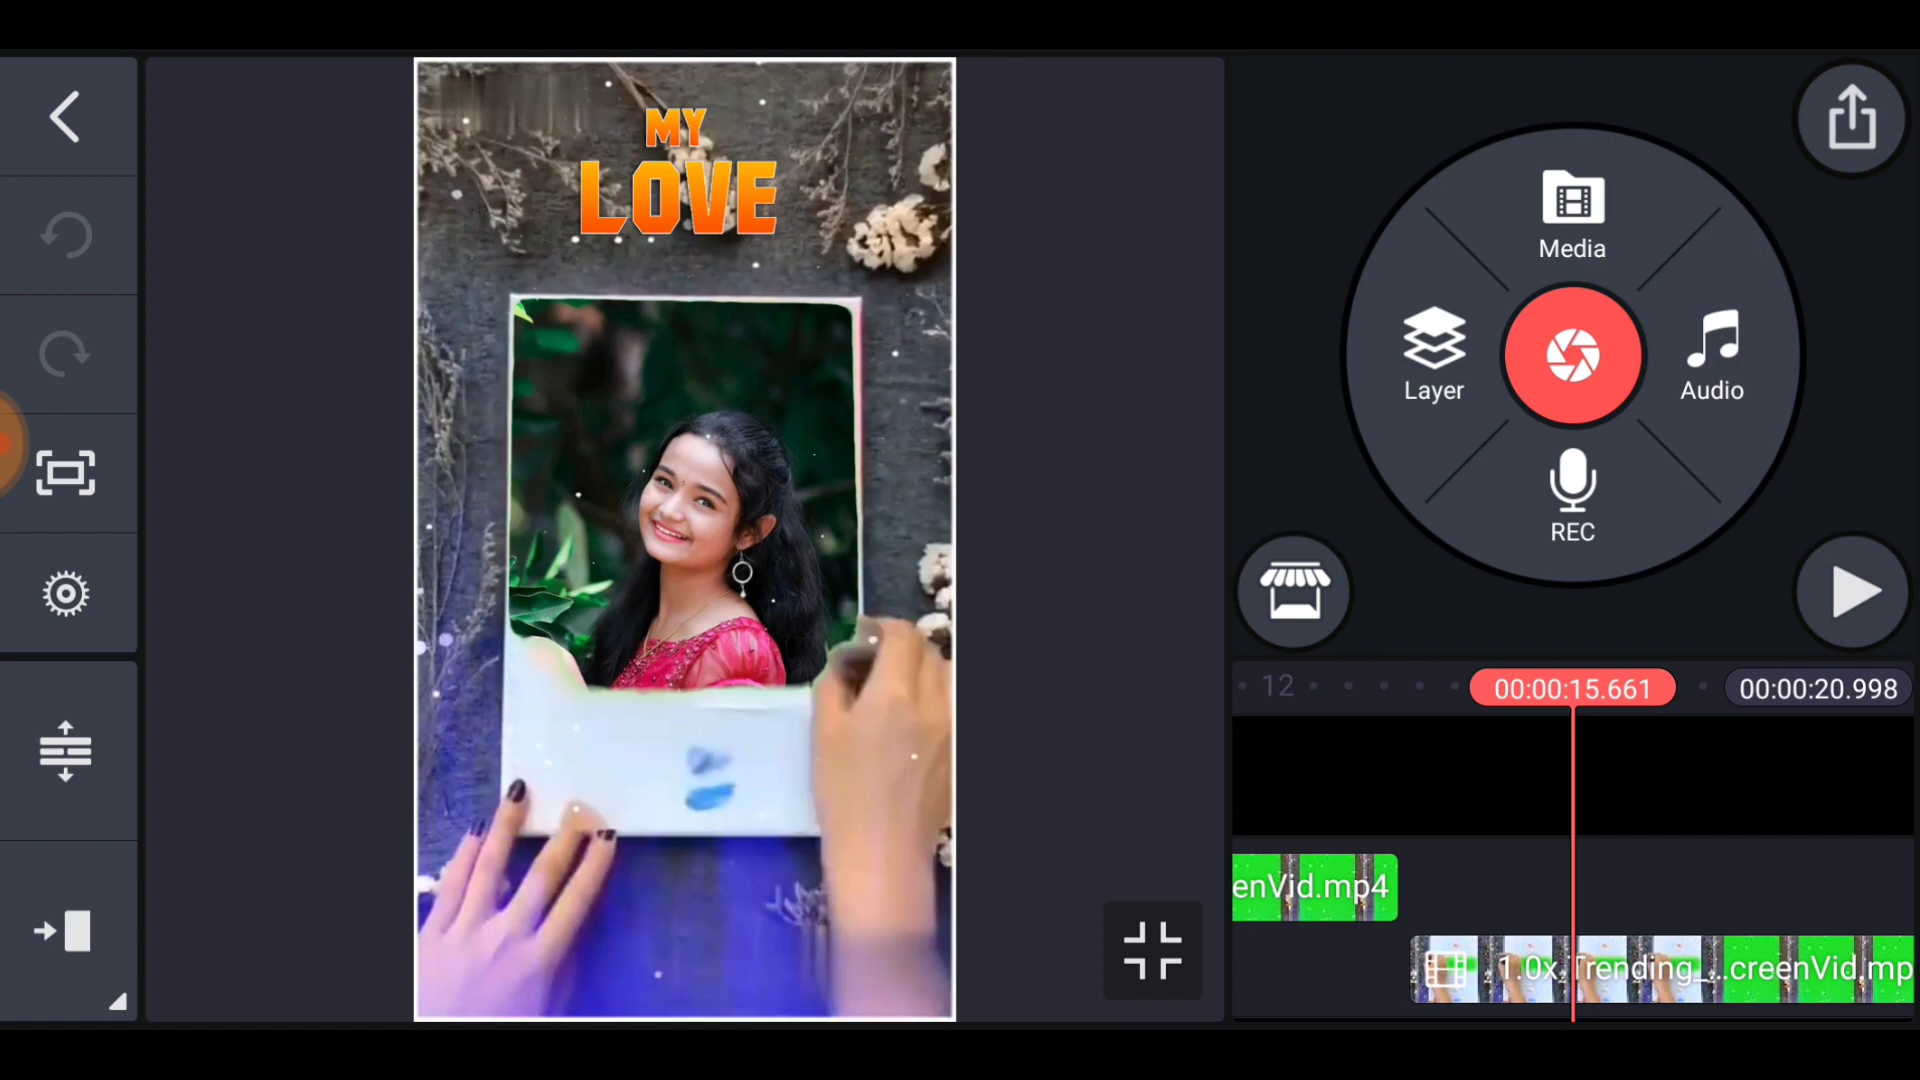 MY
LOVE
Media
Layer
Audio
REC
12
00:00:15.661
00:00:20.998
enVid.mp4
1.0x Trending_...creenVid.mp